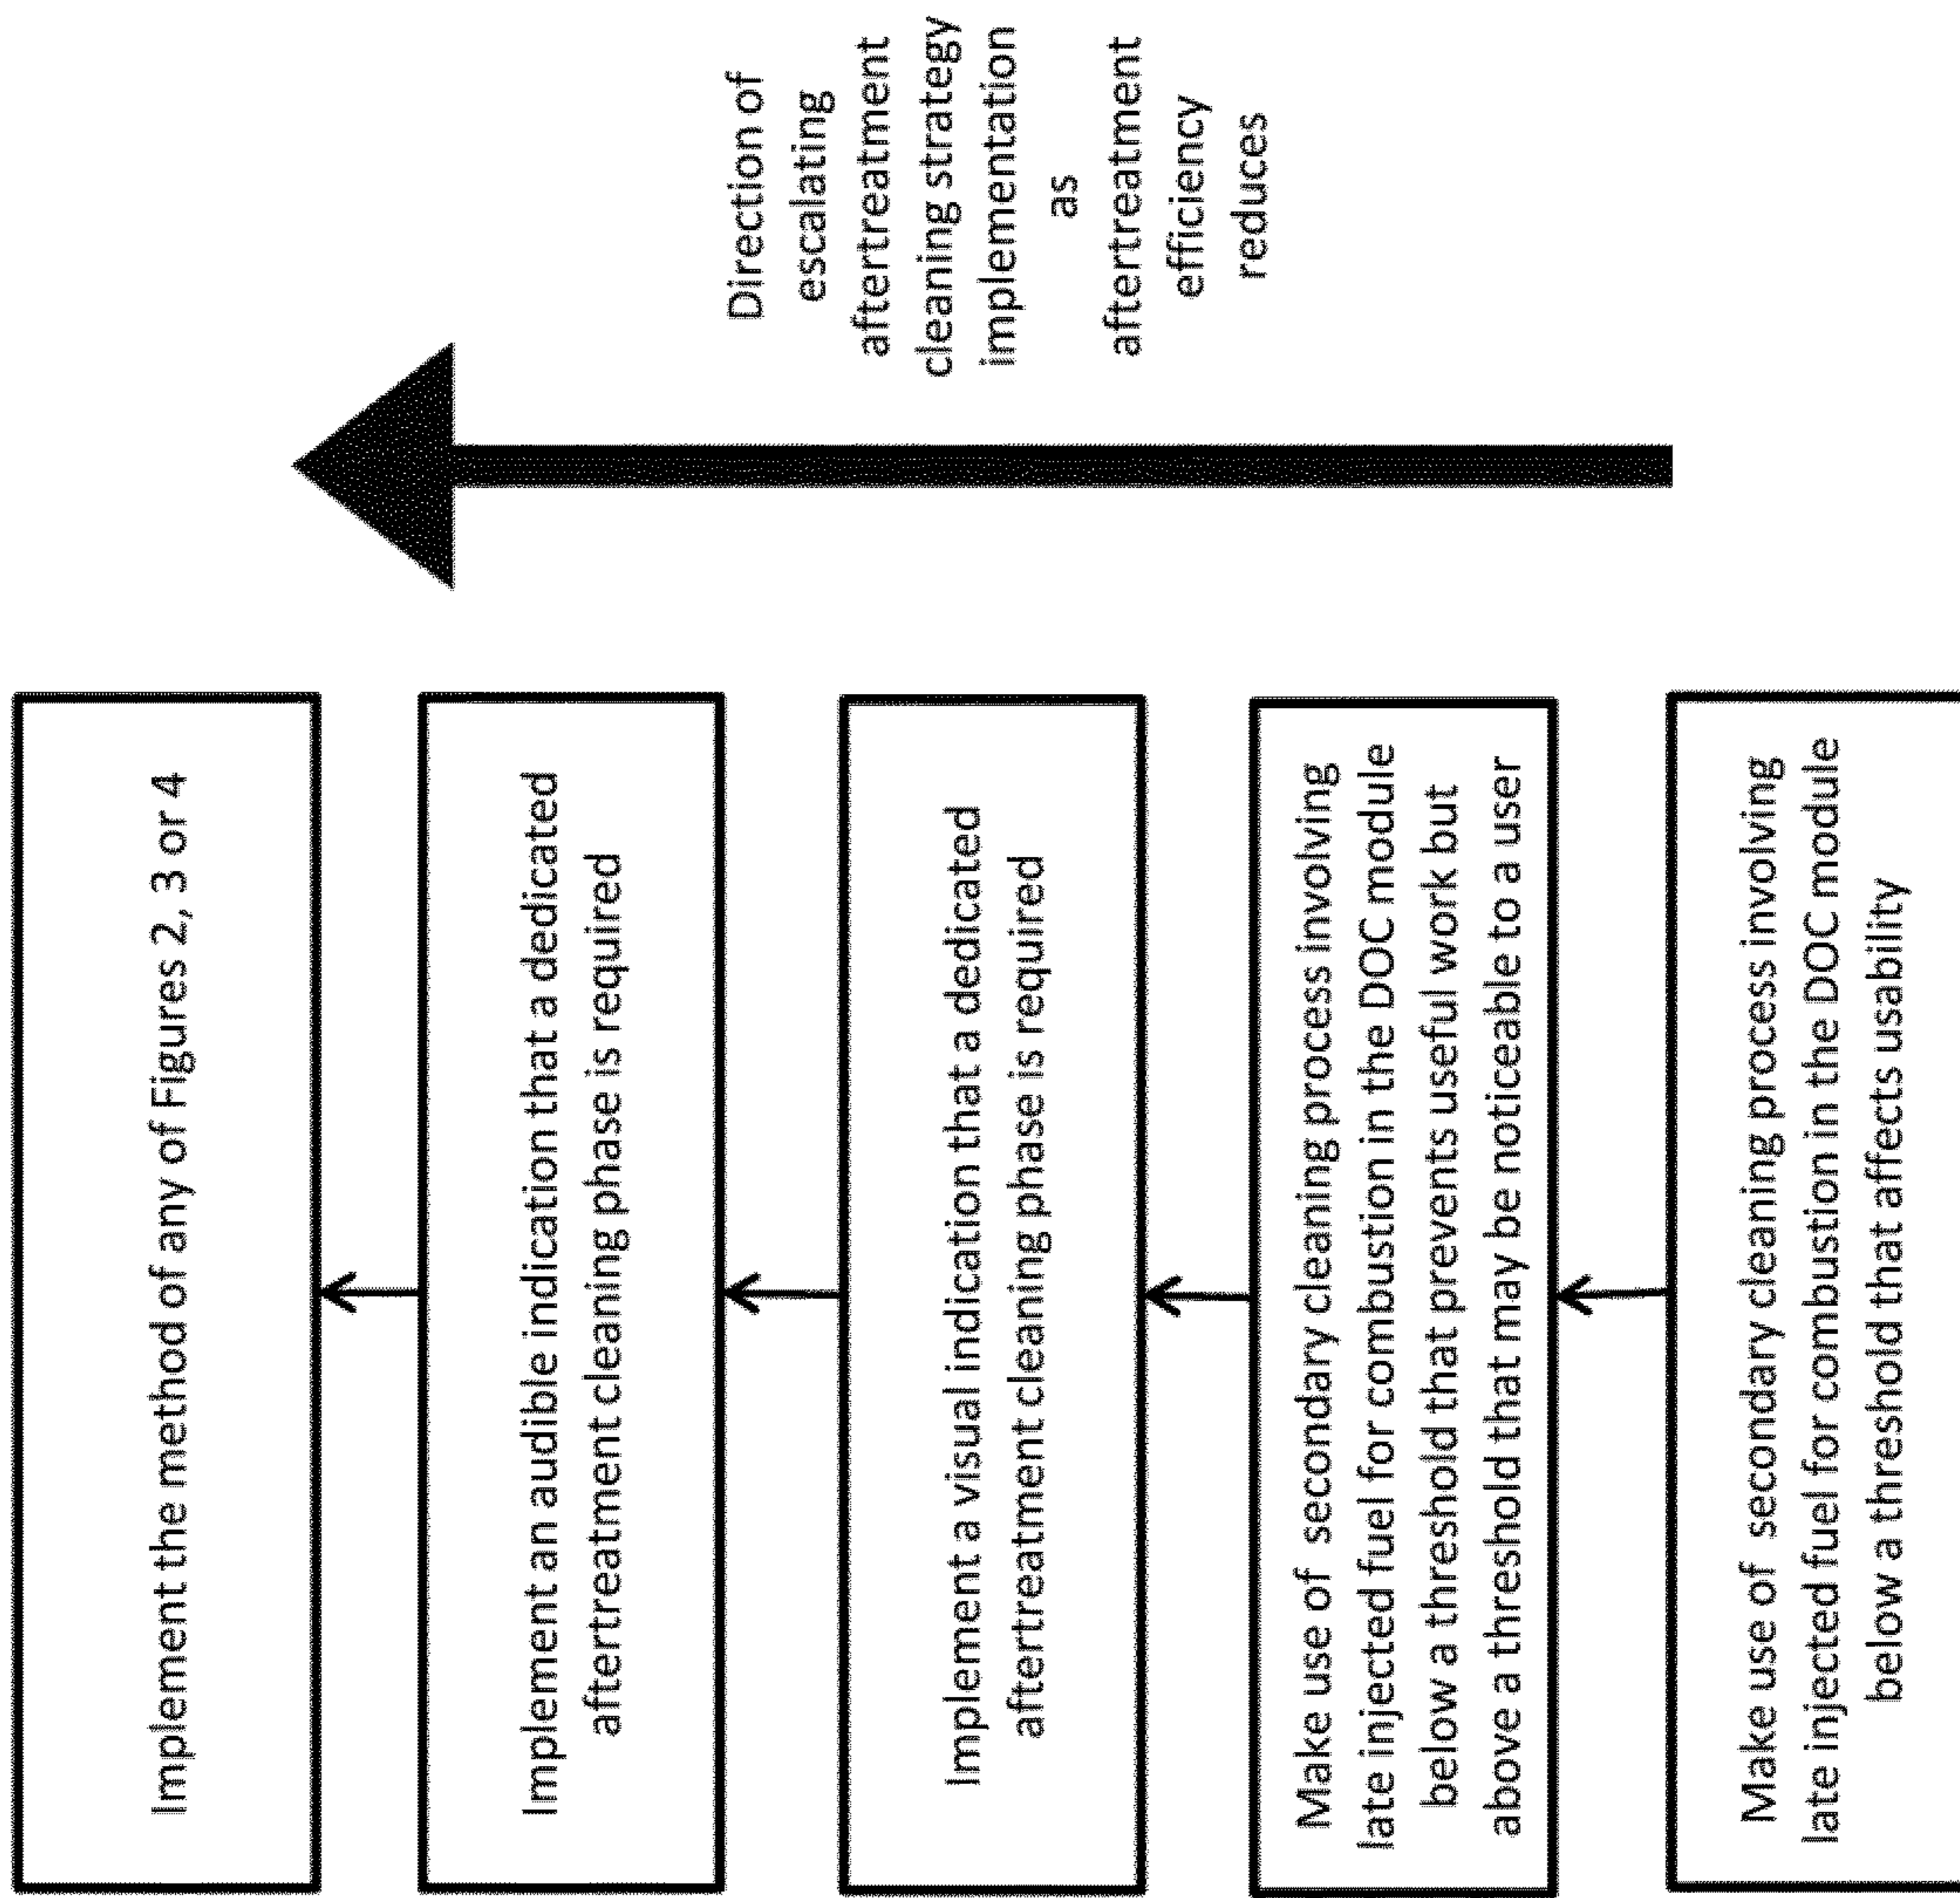 Implement the method of any of Figures 2, 3 or 4
Implement an audible indication that a dedicated
aftertreatment cleaning phase is required
Implement a visual indication that a dedicated
aftertreatment cleaning phase is required
Make use of secondary cleaning process involving
late injected fuel for combustion in the DOC module
below a threshold that prevents useful work but
above a threshold that may be noticeable to a user
Make use of secondary cleaning process involving
late injected fuel for combustion in the DOC module
below a threshold that affects usability
Direction of
escalating
aftertreatment
cleaning strategy
implementation
as
aftertreatment
efficiency
reduces